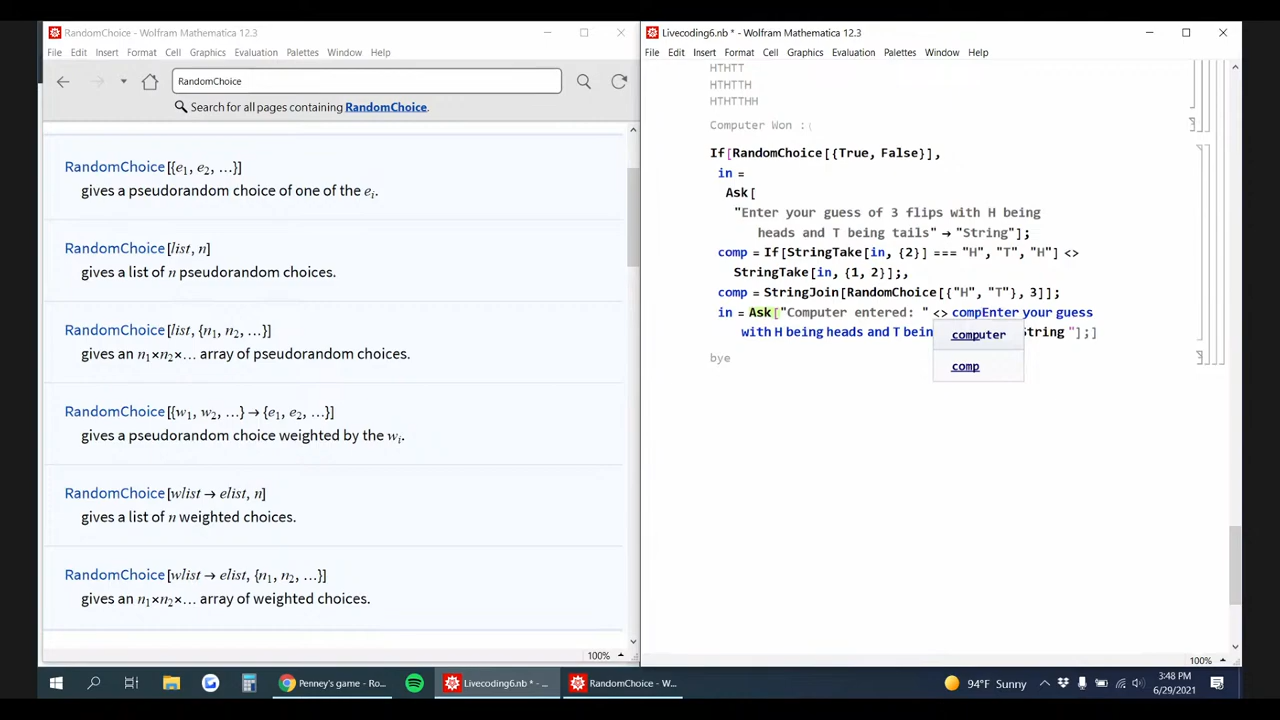 RandomChoice - Wolfram Mathematica 12.3
File Edit Insert Format Cell Graphics Evaluation Palettes Window Help
RandomChoice
Search for all pages containing RandomChoice.
RandomChoice[{e1, e2, …}]
gives a pseudorandom choice of one of the ei.
RandomChoice[list, n]
gives a list of n pseudorandom choices.
RandomChoice[list, {n1, n2, …}]
gives an n1×n2×… array of pseudorandom choices.
RandomChoice[{w1, w2, …} → {e1, e2, …}]
gives a pseudorandom choice weighted by the wi.
RandomChoice[wlist → elist, n]
gives a list of n weighted choices.
RandomChoice[wlist → elist, {n1, n2, …}]
gives an n1×n2×… array of weighted choices.
100%
Livecoding6.nb * - Wolfram Mathematica 12.3
File Edit Insert Format Cell Graphics Evaluation Palettes Window Help
HTHTT
HTHTTH
HTHTTHH
Computer Won :(
If[RandomChoice[{True, False}],
in =
Ask[
"Enter your guess of 3 flips with H being
heads and T being tails" → "String"];
comp = If[StringTake[in, {2}] === "H", "T", "H"] <>
StringTake[in, {1, 2}];,
comp = StringJoin[RandomChoice[{"H", "T"}, 3]];
in = Ask["Computer entered: " <> compEnter your guess
with H being heads and T bein String "];]
computer
comp
bye
100%
Penney's game - Ro...
Livecoding6.nb * - ...
RandomChoice - W...
94°F Sunny
3:48 PM
6/29/2021